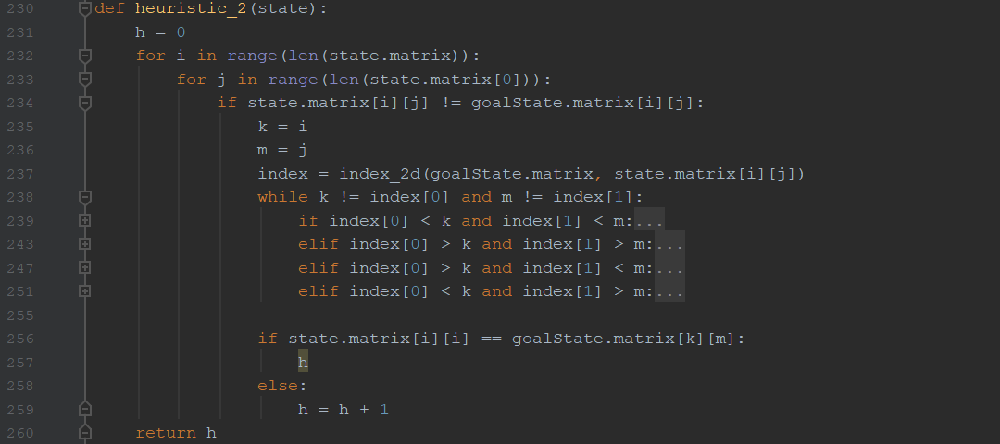 230 def heuristic_2(state):
231 h = 0
232 for i in range(len(state.matrix)):
233 for j in range(len(state.matrix[0])):
234 if state.matrix[i][j] != goalState.matrix[i][j]:
235 k = i
236 m = j
237 index = index_2d(goalState.matrix, state.matrix[i][j])
238 while k != index[0] and m != index[1]:
239 if index[0] < k and index[1] < m:...
243 elif index[0] > k and index[1] > m:...
247 elif index[0] > k and index[1] < m:...
251 elif index[0] < k and index[1] > m:...
255
256 if state.matrix[i][i] == goalState.matrix[k][m]:
257 h
258 else:
259 h = h + 1
260 return h